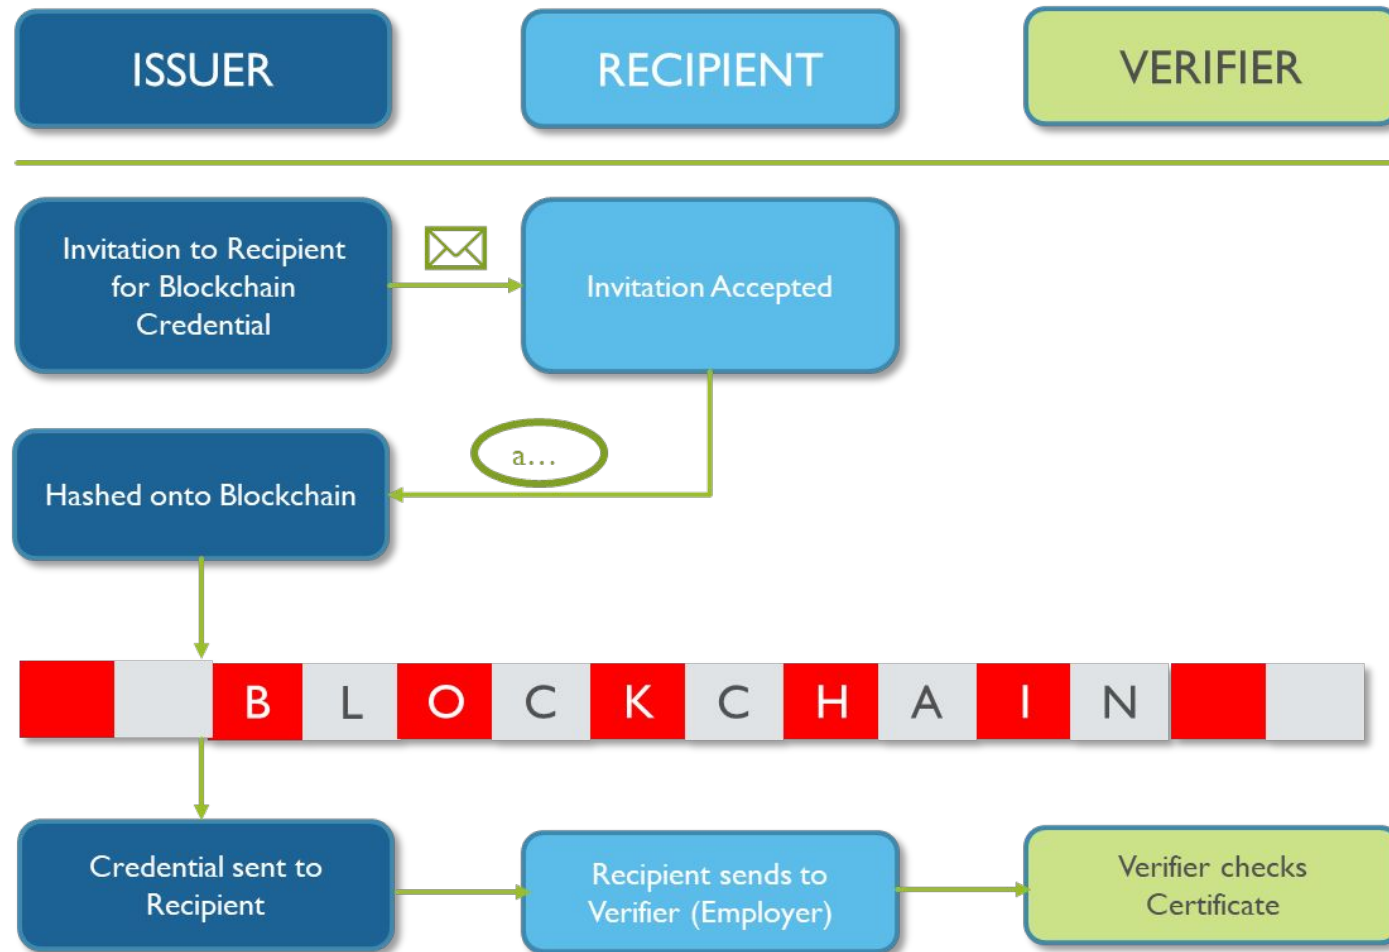 ISSUER
RECIPIENT
VERIFIER
Invitation to Recipient
for Blockchain
Credential
Invitation Accepted
a...
Hashed onto Blockchain
B L O C K C H A I N
Credential sent to
Recipient
Recipient sends to
Verifier (Employer)
Verifier checks
Certificate